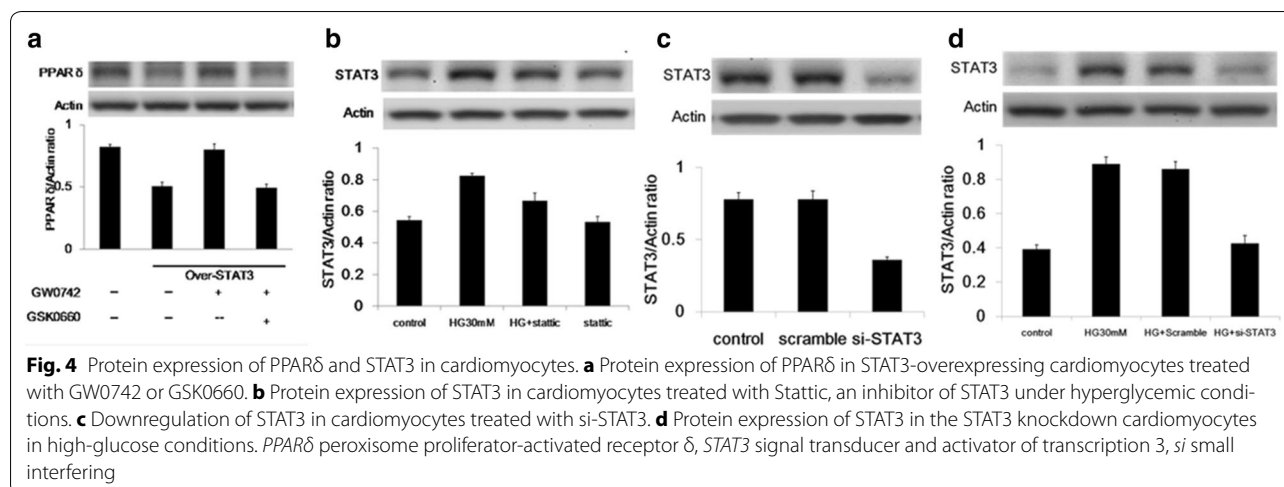 a
PPAR δ
Actin
PPAR δ/Actin ratio
1
0.5
0
Over-STAT3
GW0742 – – + +
GSK0660 – – -- +
b
STAT3
Actin
STAT3/Actin ratio
1
0.8
0.6
0.4
0.2
0
control HG30mM HG+stattic stattic
c
STAT3
Actin
STAT3/Actin ratio
1
0.5
0
control scramble si-STAT3
d
STAT3
Actin
STAT3/Actin ratio
1
0.8
0.6
0.4
0.2
0
control HG30mM HG+Scramble HG+si-STAT3
Fig. 4 Protein expression of PPARδ and STAT3 in cardiomyocytes. a Protein expression of PPARδ in STAT3-overexpressing cardiomyocytes treated
with GW0742 or GSK0660. b Protein expression of STAT3 in cardiomyocytes treated with Stattic, an inhibitor of STAT3 under hyperglycemic condi-
tions. c Downregulation of STAT3 in cardiomyocytes treated with si-STAT3. d Protein expression of STAT3 in the STAT3 knockdown cardiomyocytes
in high-glucose conditions. PPARδ peroxisome proliferator-activated receptor δ, STAT3 signal transducer and activator of transcription 3, si small
interfering